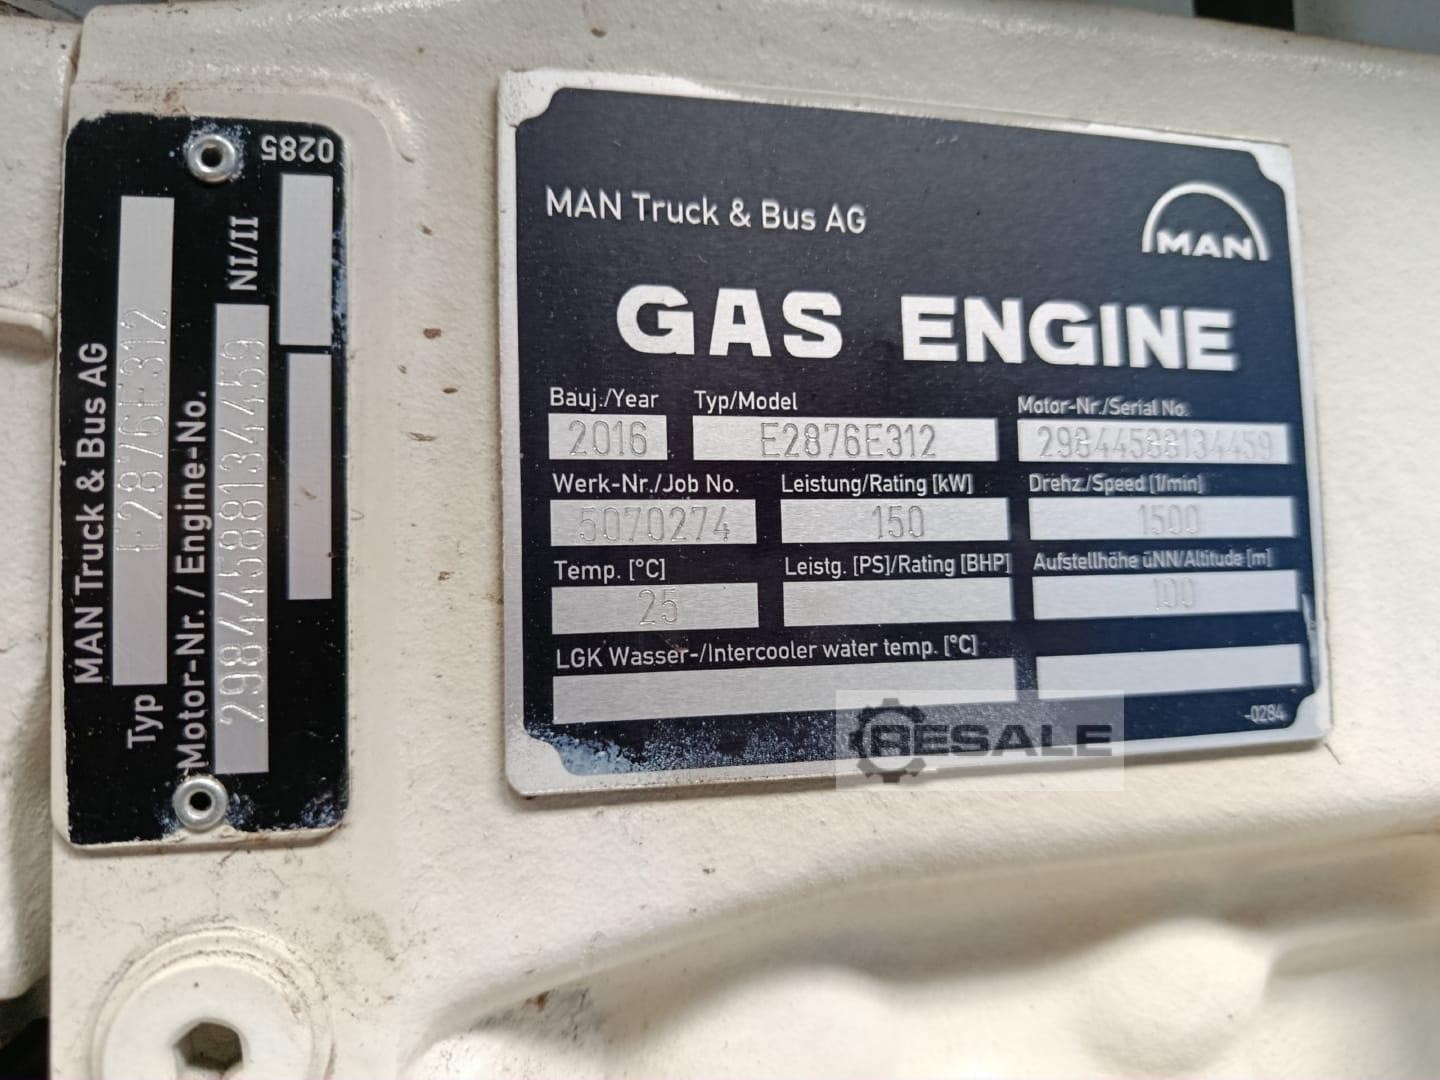 0285
MAN Truck & Bus AG
Typ E2876E312
Motor-Nr. / Engine-No. NI/II
29844588134459
MAN Truck & Bus AG
MAN
GAS ENGINE
Bauj./Year Typ/Model Motor-Nr./Serial No.
2016 E2876E312 29844588134459
Werk-Nr./Job No. Leistung/Rating [kW] Drehz./Speed [1/min]
5070274 150 1500
Temp. [°C] Leistg. [PS]/Rating [BHP] Aufstellhöhe üNN/Altitude [m]
25 100
LGK Wasser-/Intercooler water temp. [°C]
-0284
RESALE